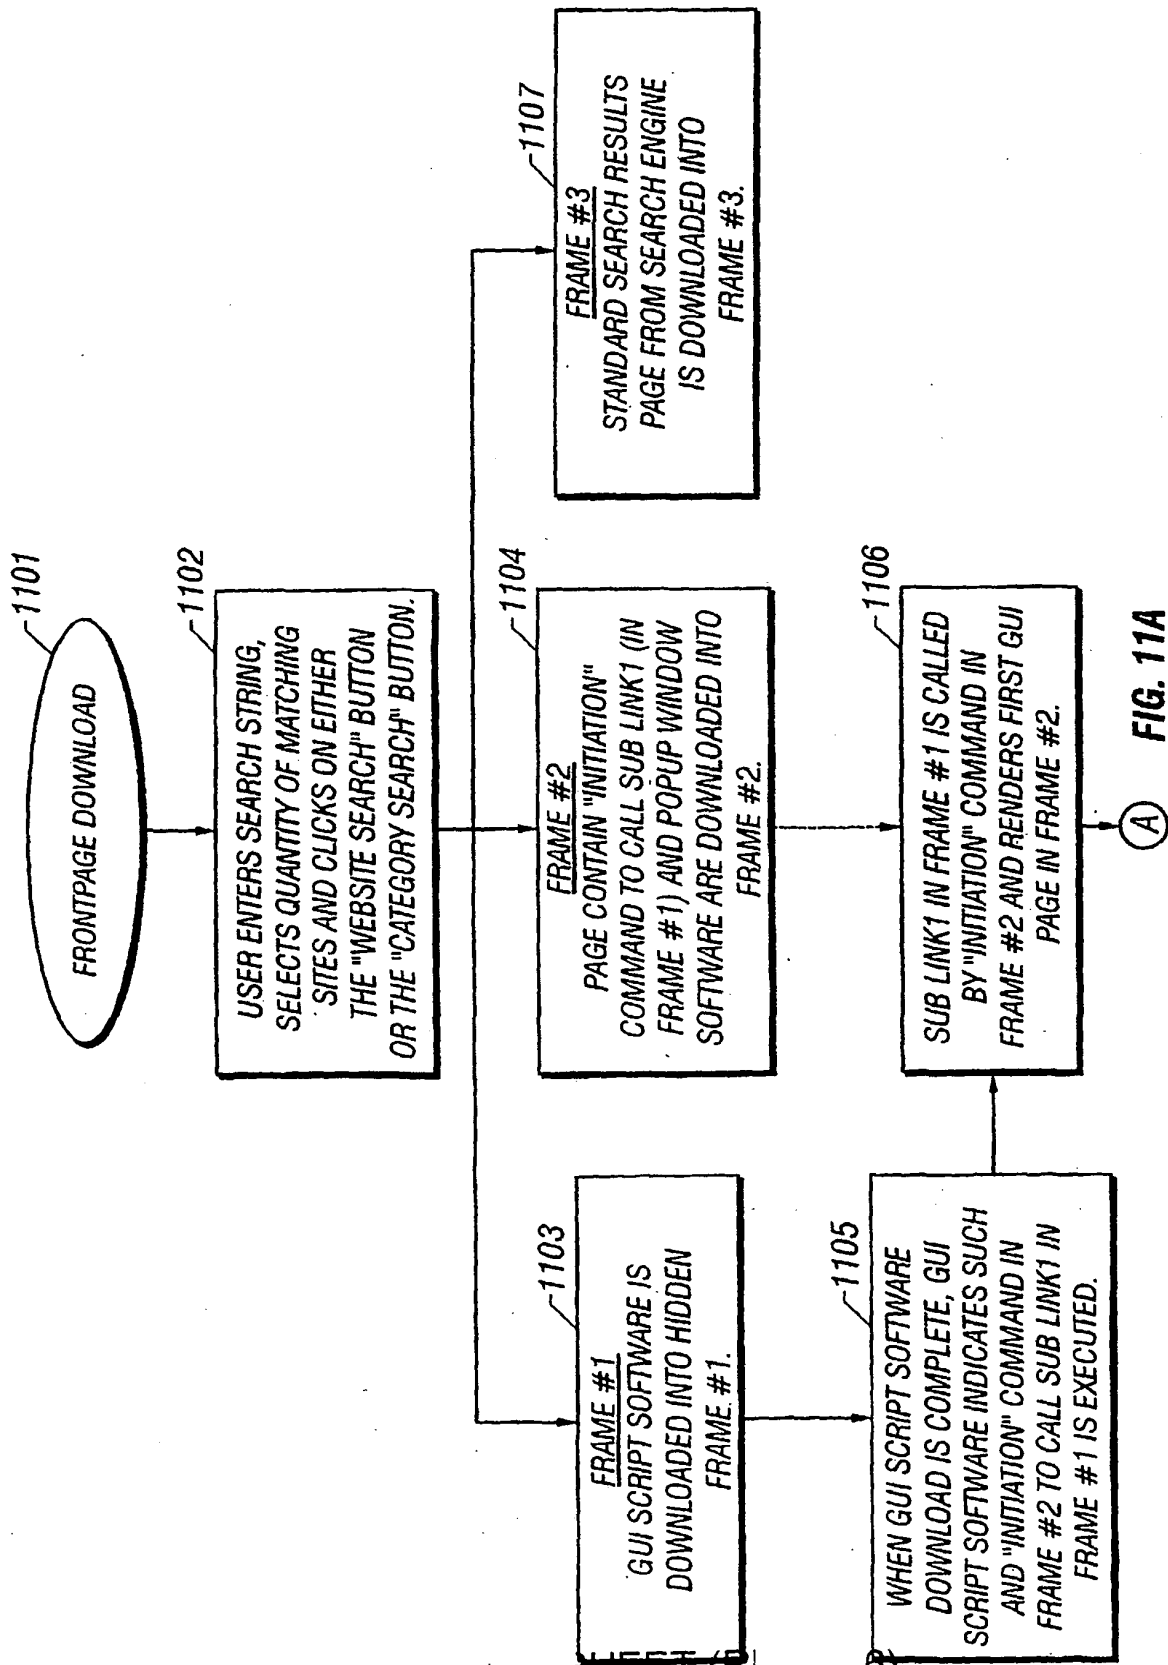 1101
FRONTPAGE DOWNLOAD
1102
USER ENTERS SEARCH STRING,
SELECTS QUANTITY OF MATCHING
SITES AND CLICKS ON EITHER
THE "WEBSITE SEARCH" BUTTON
OR THE "CATEGORY SEARCH" BUTTON.
1103
FRAME #1
GUI SCRIPT SOFTWARE IS
DOWNLOADED INTO HIDDEN
FRAME #1.
1104
FRAME #2
PAGE CONTAIN "INITIATION"
COMMAND TO CALL SUB LINK1 (IN
FRAME #1) AND POPUP WINDOW
SOFTWARE ARE DOWNLOADED INTO
FRAME #2.
1107
FRAME #3
STANDARD SEARCH RESULTS
PAGE FROM SEARCH ENGINE
IS DOWNLOADED INTO
FRAME #3.
1105
WHEN GUI SCRIPT SOFTWARE
DOWNLOAD IS COMPLETE, GUI
SCRIPT SOFTWARE INDICATES SUCH
AND "INITIATION" COMMAND IN
FRAME #2 TO CALL SUB LINK1 IN
FRAME #1 IS EXECUTED.
1106
SUB LINK1 IN FRAME #1 IS CALLED
BY "INITIATION" COMMAND IN
FRAME #2 AND RENDERS FIRST GUI
PAGE IN FRAME #2.
A
FIG. 11A